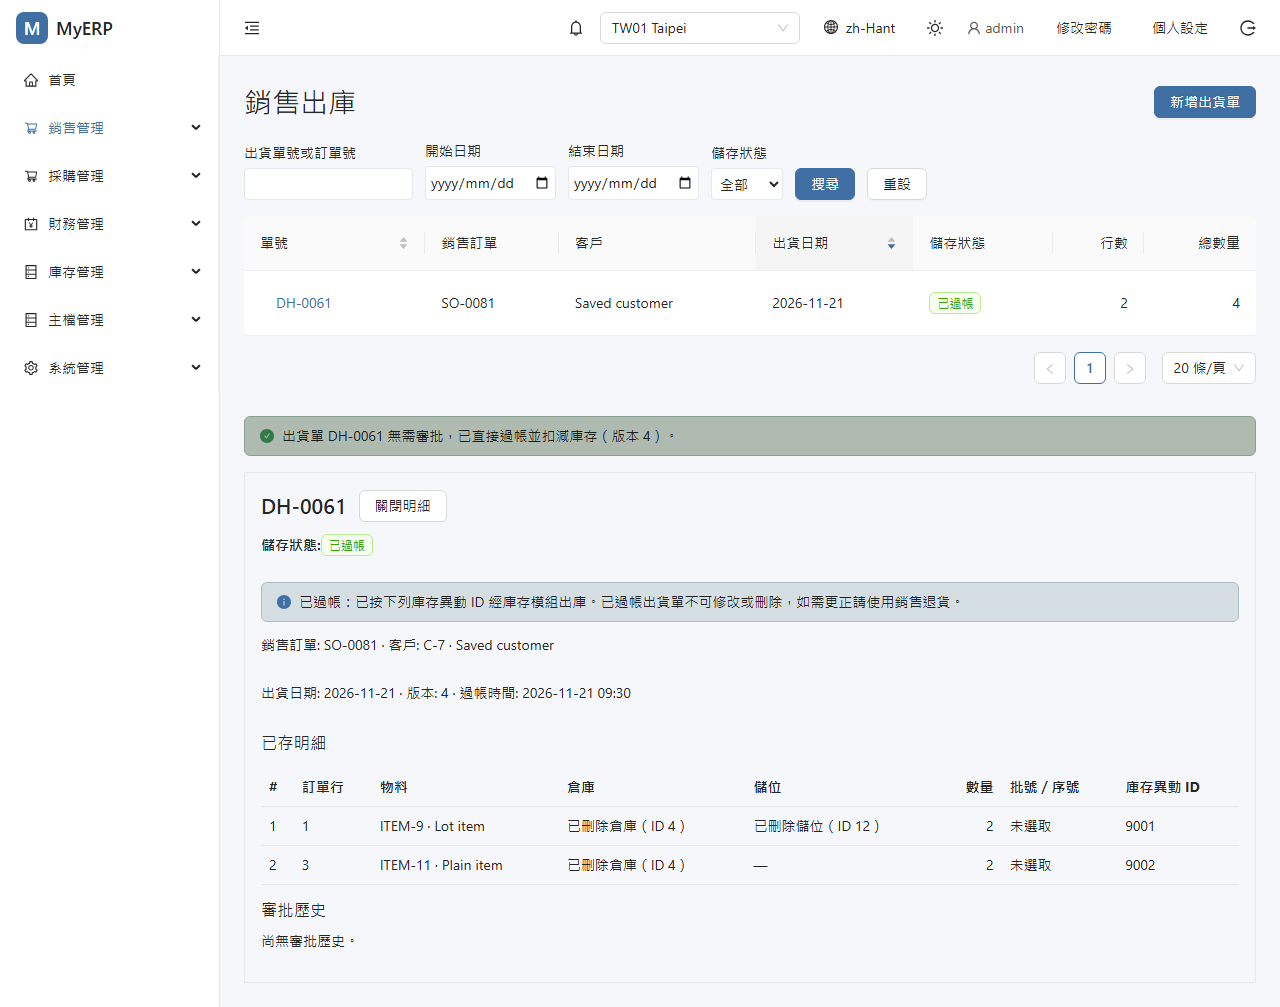 M MyERP
TW01 Taipei
zh-Hant
admin
修改密碼
個人設定
首頁
銷售管理
採購管理
財務管理
庫存管理
主檔管理
系統管理
銷售出庫
新增出貨單
出貨單號或訂單號
開始日期
結束日期
儲存狀態
yyyy/mm/dd
yyyy/mm/dd
全部
搜尋
重設
單號 銷售訂單 客戶 出貨日期 儲存狀態 行數 總數量
DH-0061 SO-0081 Saved customer 2026-11-21 已過帳 2 4
1
20 條/頁
出貨單 DH-0061 無需審批，已直接過帳並扣減庫存（版本 4）。
DH-0061 關閉明細
儲存狀態:已過帳
已過帳：已按下列庫存異動 ID 經庫存模組出庫。已過帳出貨單不可修改或刪除，如需更正請使用銷售退貨。
銷售訂單: SO-0081 · 客戶: C-7 · Saved customer
出貨日期: 2026-11-21 · 版本: 4 · 過帳時間: 2026-11-21 09:30
已存明細
# 訂單行 物料 倉庫 儲位 數量 批號 / 序號 庫存異動 ID
1 1 ITEM-9 · Lot item 已刪除倉庫（ID 4） 已刪除儲位（ID 12） 2 未選取 9001
2 3 ITEM-11 · Plain item 已刪除倉庫（ID 4） — 2 未選取 9002
審批歷史
尚無審批歷史。